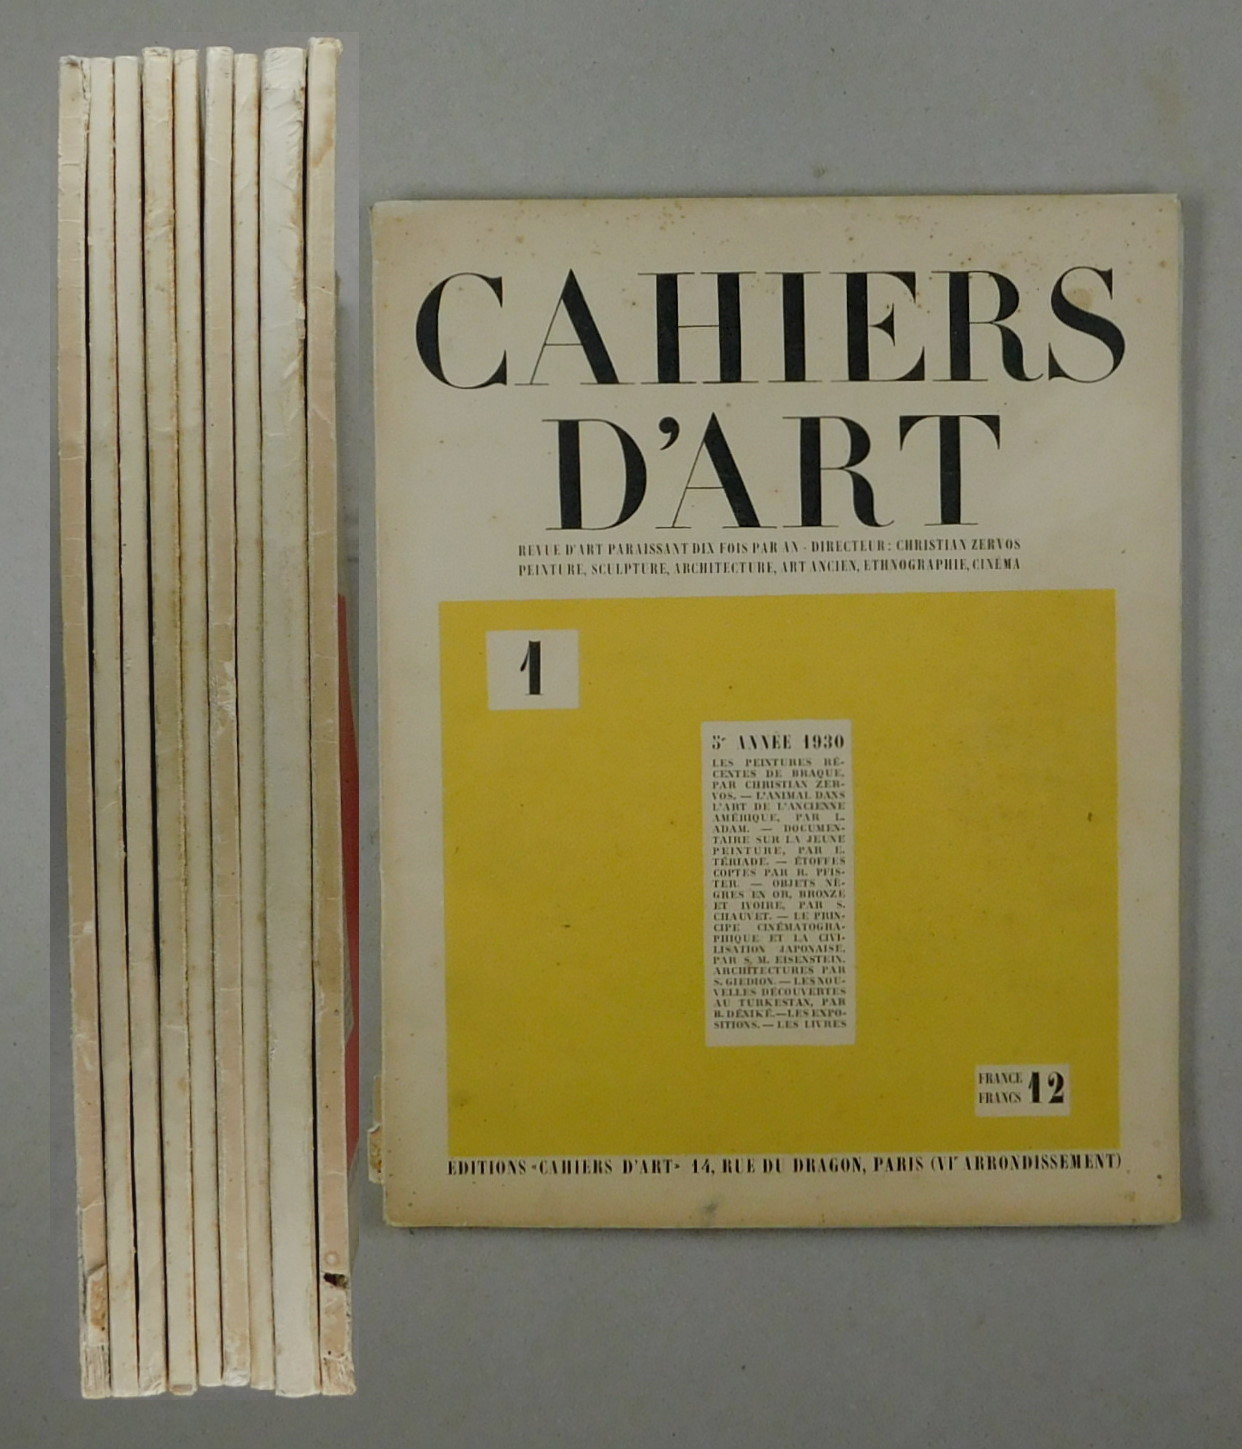 CAHIERS
D'ART
REVUE D'ART PARAISSANT DIX FOIS PAR AN - DIRECTEUR : CHRISTIAN ZERVOS
PEINTURE, SCULPTURE, ARCHITECTURE, ART ANCIEN, ETHNOGRAPHIE, CINÉMA
1
5e ANNÉE 1930
LES PEINTURES RÉ-
CENTES DE BRAQUE,
PAR CHRISTIAN ZER-
VOS. — L'ANIMAL DANS
L'ART DE L'ANCIENNE
AMÉRIQUE, PAR L.
ADAM. — DOCUMEN-
TAIRE SUR LA JEUNE
PEINTURE, PAR E.
TÉRIADE. — ÉTOFFES
COPTES PAR R. PFIS-
TER. — OBJETS NÈ-
GRES EN OR, BRONZE
ET IVOIRE, PAR S.
CHAUVET. — LE PRIN-
CIPE CINÉMATOGRA-
PHIQUE ET LA CIVI-
LISATION JAPONAISE,
PAR S. M. EISENSTEIN.
ARCHITECTURES PAR
S. GIEDION. — LES NOU-
VELLES DÉCOUVERTES
AU TURKESTAN, PAR
B. DÉNIKÉ. — LES EXPO-
SITIONS. — LES LIVRES
FRANCE
FRANCS 12
EDITIONS «CAHIERS D'ART» 14, RUE DU DRAGON, PARIS (VIe ARRONDISSEMENT)